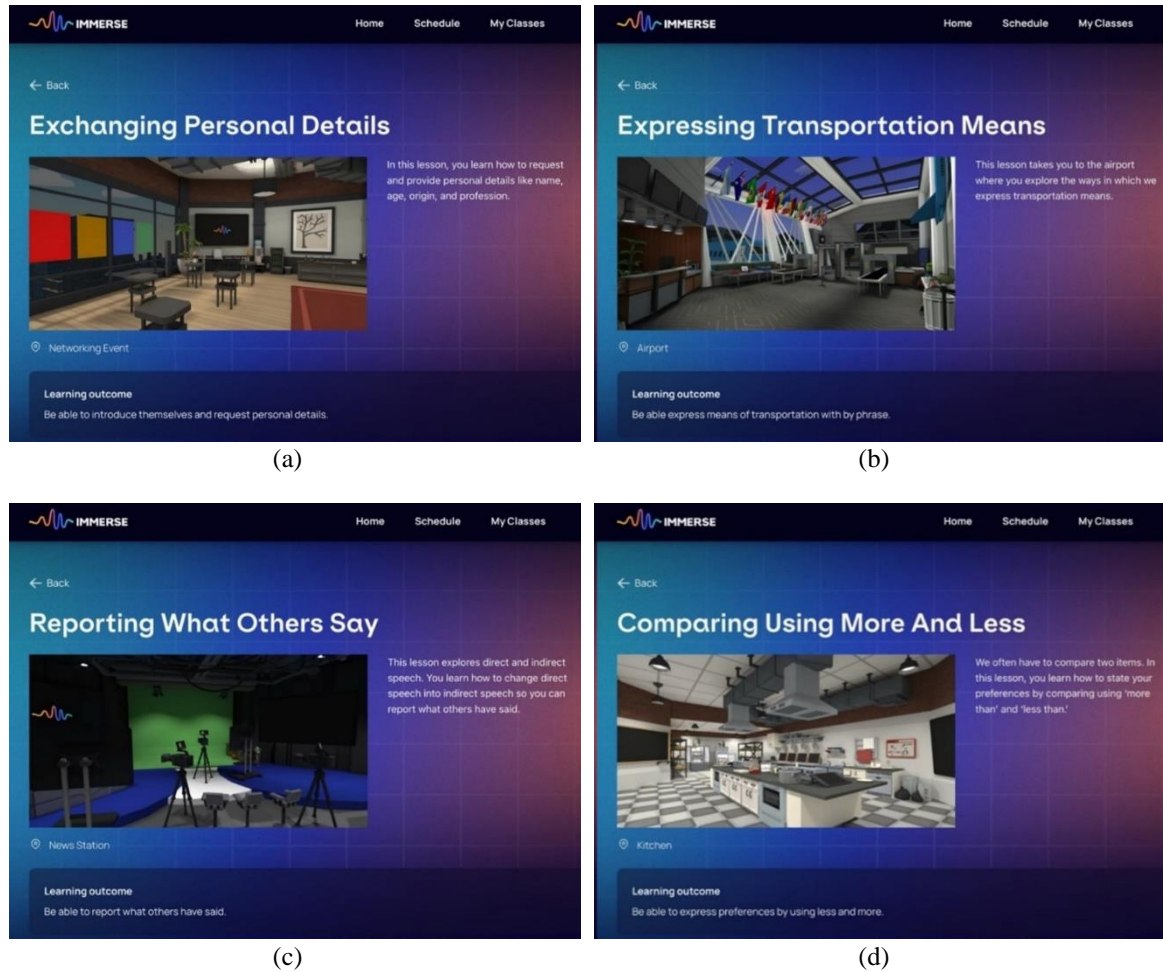 IMMERSE Home Schedule My Classes
← Back
Exchanging Personal Details
In this lesson, you learn how to request
and provide personal details like name,
age, origin, and profession.
Networking Event
Learning outcome
Be able to introduce themselves and request personal details.
(a)
IMMERSE Home Schedule My Classes
← Back
Expressing Transportation Means
This lesson takes you to the airport
where you explore the ways in which we
express transportation means.
Airport
Learning outcome
Be able express means of transportation with by phrase.
(b)
IMMERSE Home Schedule My Classes
← Back
Reporting What Others Say
This lesson explores direct and indirect
speech. You learn how to change direct
speech into indirect speech so you can
report what others have said.
News Station
Learning outcome
Be able to report what others have said.
(c)
IMMERSE Home Schedule My Classes
← Back
Comparing Using More And Less
We often have to compare two items. In
this lesson, you learn how to state your
preferences by comparing using 'more
than' and 'less than.'
Kitchen
Learning outcome
Be able to express preferences by using less and more.
(d)